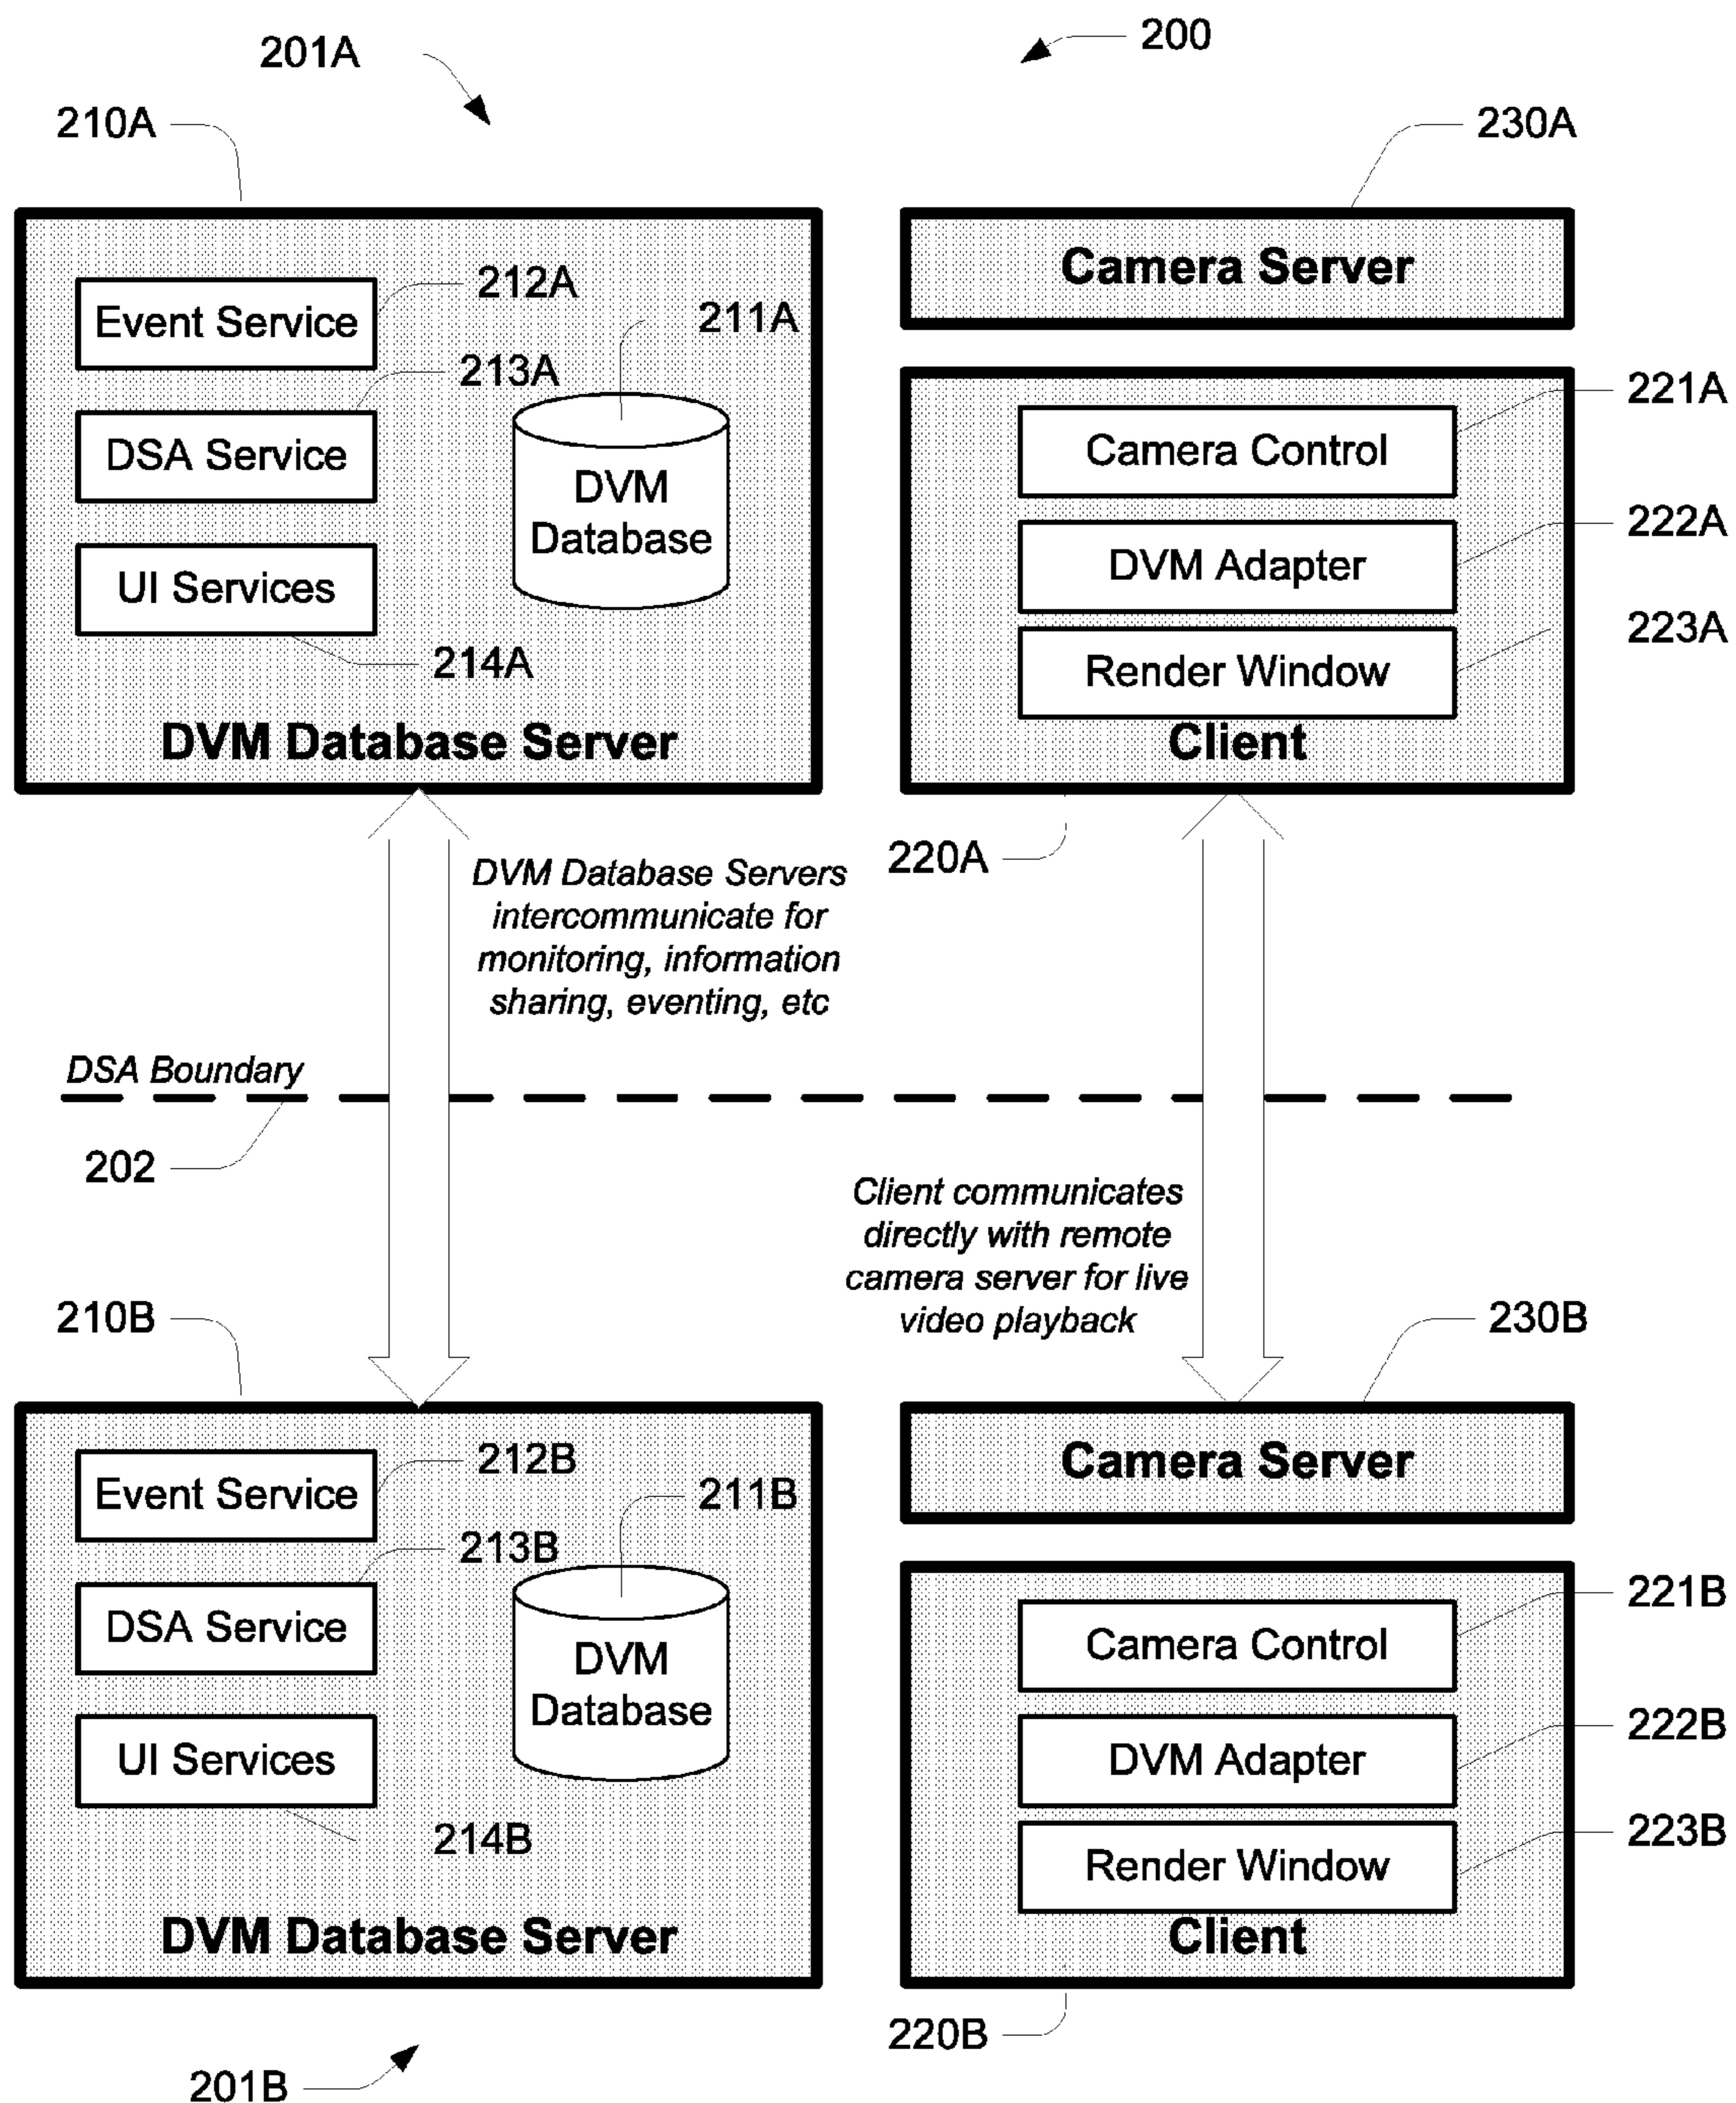 201A
200
210A
230A
Camera Server
212A
Event Service
211A
213A
DSA Service
DVM
Database
UI Services
214A
DVM Database Server
221A
Camera Control
222A
DVM Adapter
223A
Render Window
Client
220A
DVM Database Servers
intercommunicate for
monitoring, information
sharing, eventing, etc
DSA Boundary
202
Client communicates
directly with remote
camera server for live
video playback
210B
230B
Camera Server
212B
Event Service
211B
213B
DSA Service
DVM
Database
UI Services
214B
DVM Database Server
221B
Camera Control
222B
DVM Adapter
223B
Render Window
Client
220B
201B